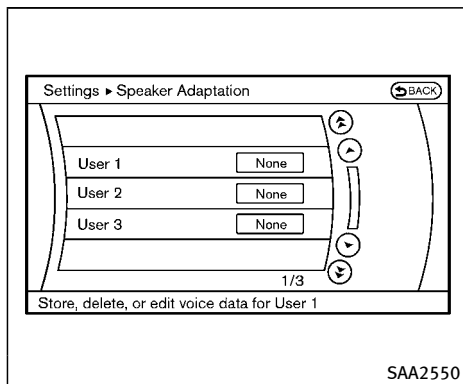 Settings ▸ Speaker Adaptation BACK
User 1 None
User 2 None
User 3 None
1/3
Store, delete, or edit voice data for User 1
SAA2550